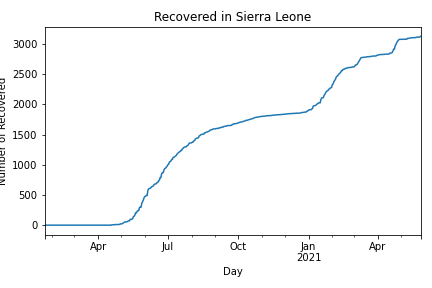 Recovered in Sierra Leone
Number of Recovered
3000
2500
2000
1500
1000
500
0
Apr
Jul
Oct
Jan
2021
Apr
Day